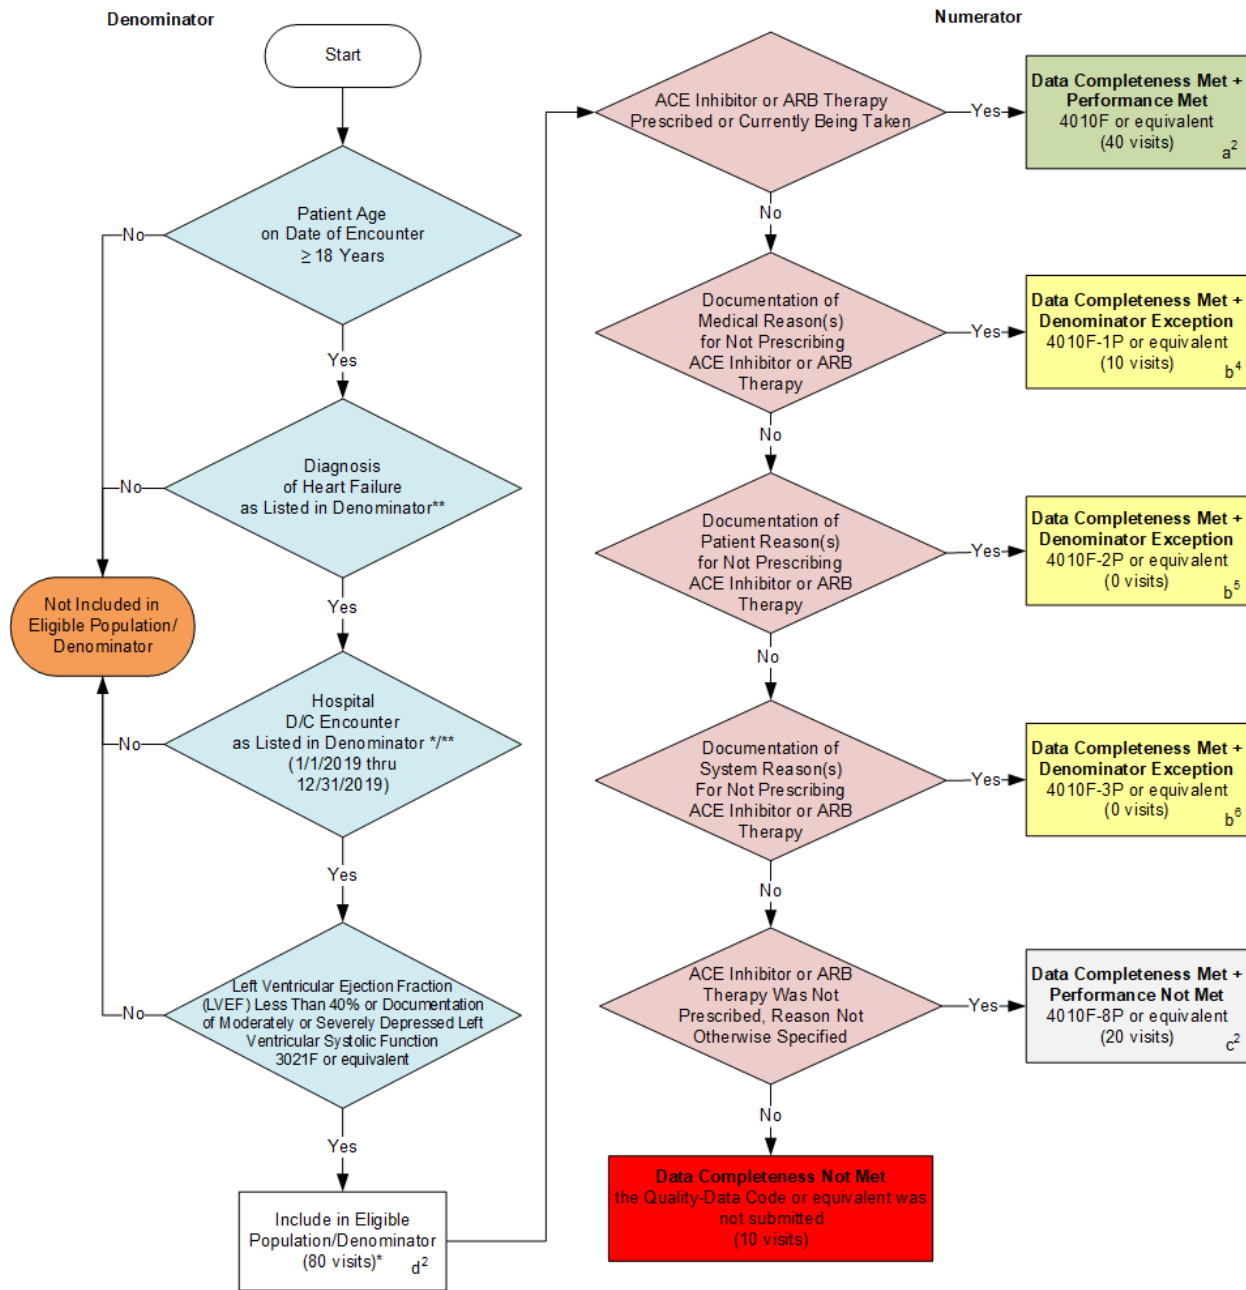 Denominator
Start
Patient Age
on Date of Encounter
≥ 18 Years
No
Yes
Diagnosis
of Heart Failure
as Listed in Denominator**
No
Yes
Not Included in
Eligible Population/
Denominator
Hospital
D/C Encounter
as Listed in Denominator */**
(1/1/2019 thru
12/31/2019)
No
Yes
Left Ventricular Ejection Fraction
(LVEF) Less Than 40% or Documentation
of Moderately or Severely Depressed Left
Ventricular Systolic Function
3021F or equivalent
No
Yes
Include in Eligible
Population/Denominator
(80 visits)*
d²
Numerator
ACE Inhibitor or ARB Therapy
Prescribed or Currently Being Taken
Yes
Data Completeness Met +
Performance Met
4010F or equivalent
(40 visits)
a²
No
Documentation of
Medical Reason(s)
for Not Prescribing
ACE Inhibitor or ARB
Therapy
Yes
Data Completeness Met +
Denominator Exception
4010F-1P or equivalent
(10 visits)
b⁴
No
Documentation of
Patient Reason(s)
for Not Prescribing
ACE Inhibitor or ARB
Therapy
Yes
Data Completeness Met +
Denominator Exception
4010F-2P or equivalent
(0 visits)
b⁵
No
Documentation of
System Reason(s)
For Not Prescribing
ACE Inhibitor or ARB
Therapy
Yes
Data Completeness Met +
Denominator Exception
4010F-3P or equivalent
(0 visits)
b⁶
No
ACE Inhibitor or ARB
Therapy Was Not
Prescribed, Reason Not
Otherwise Specified
Yes
Data Completeness Met +
Performance Not Met
4010F-8P or equivalent
(20 visits)
c²
No
Data Completeness Not Met
the Quality-Data Code or equivalent was
not submitted
(10 visits)